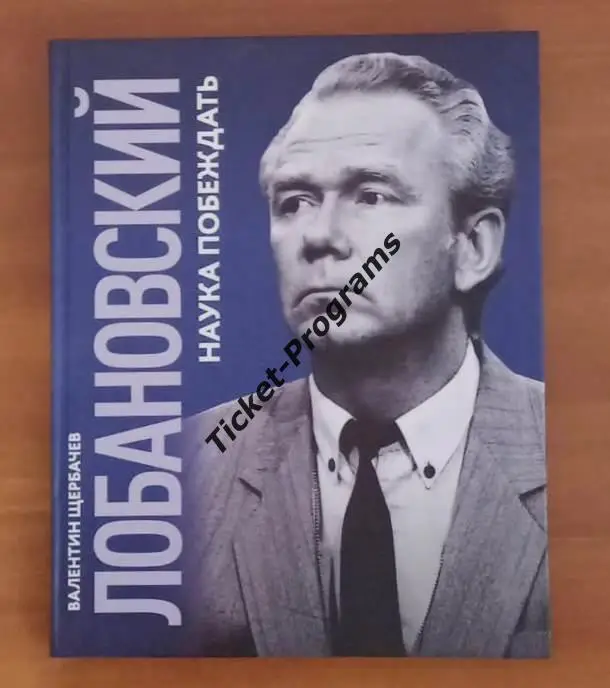 ВАЛЕНТИН ЩЕРБАЧЕВ
ЛОБАНОВСКИЙ
НАУКА ПОБЕЖДАТЬ
Ticket-Programs